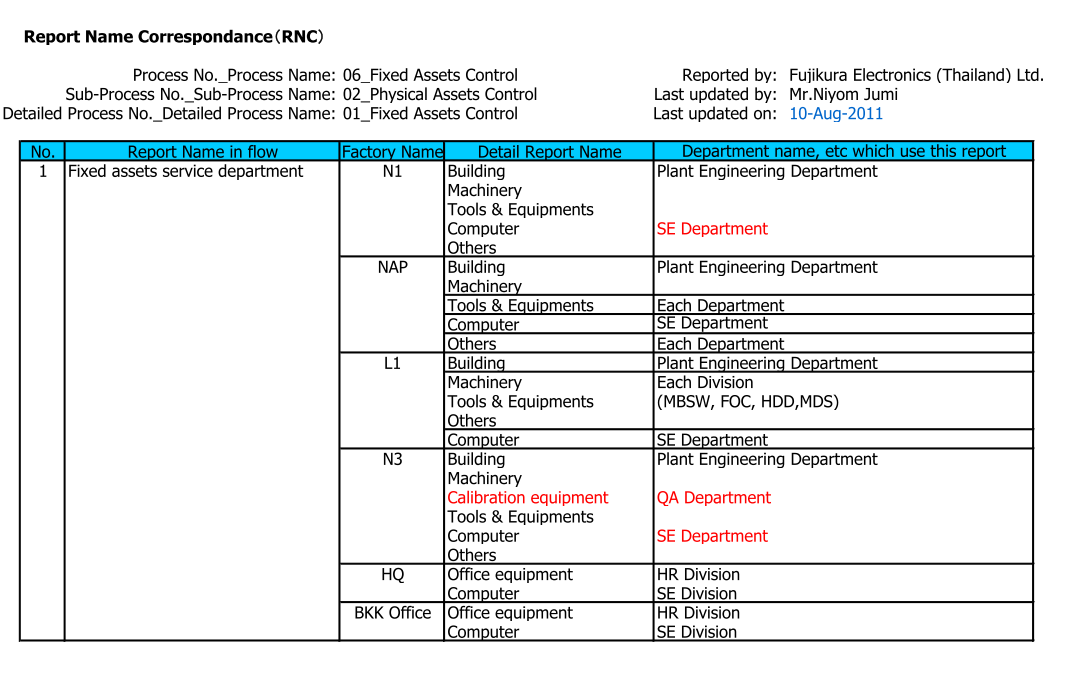 Report Name Correspondance（RNC）
Process No._Process Name: 06_Fixed Assets Control Reported by: Fujikura Electronics (Thailand) Ltd.
Sub-Process No._Sub-Process Name: 02_Physical Assets Control Last updated by: Mr.Niyom Jumi
Detailed Process No._Detailed Process Name: 01_Fixed Assets Control Last updated on: 10-Aug-2011
No. Report Name in flow Factory Name Detail Report Name Department name, etc which use this report
1 Fixed assets service department N1 Building Plant Engineering Department
Machinery
Tools & Equipments
Computer SE Department
Others
NAP Building Plant Engineering Department
Machinery
Tools & Equipments Each Department
Computer SE Department
Others Each Department
L1 Building Plant Engineering Department
Machinery Each Division
Tools & Equipments (MBSW, FOC, HDD,MDS)
Others
Computer SE Department
N3 Building Plant Engineering Department
Machinery
Calibration equipment QA Department
Tools & Equipments
Computer SE Department
Others
HQ Office equipment HR Division
Computer SE Division
BKK Office Office equipment HR Division
Computer SE Division